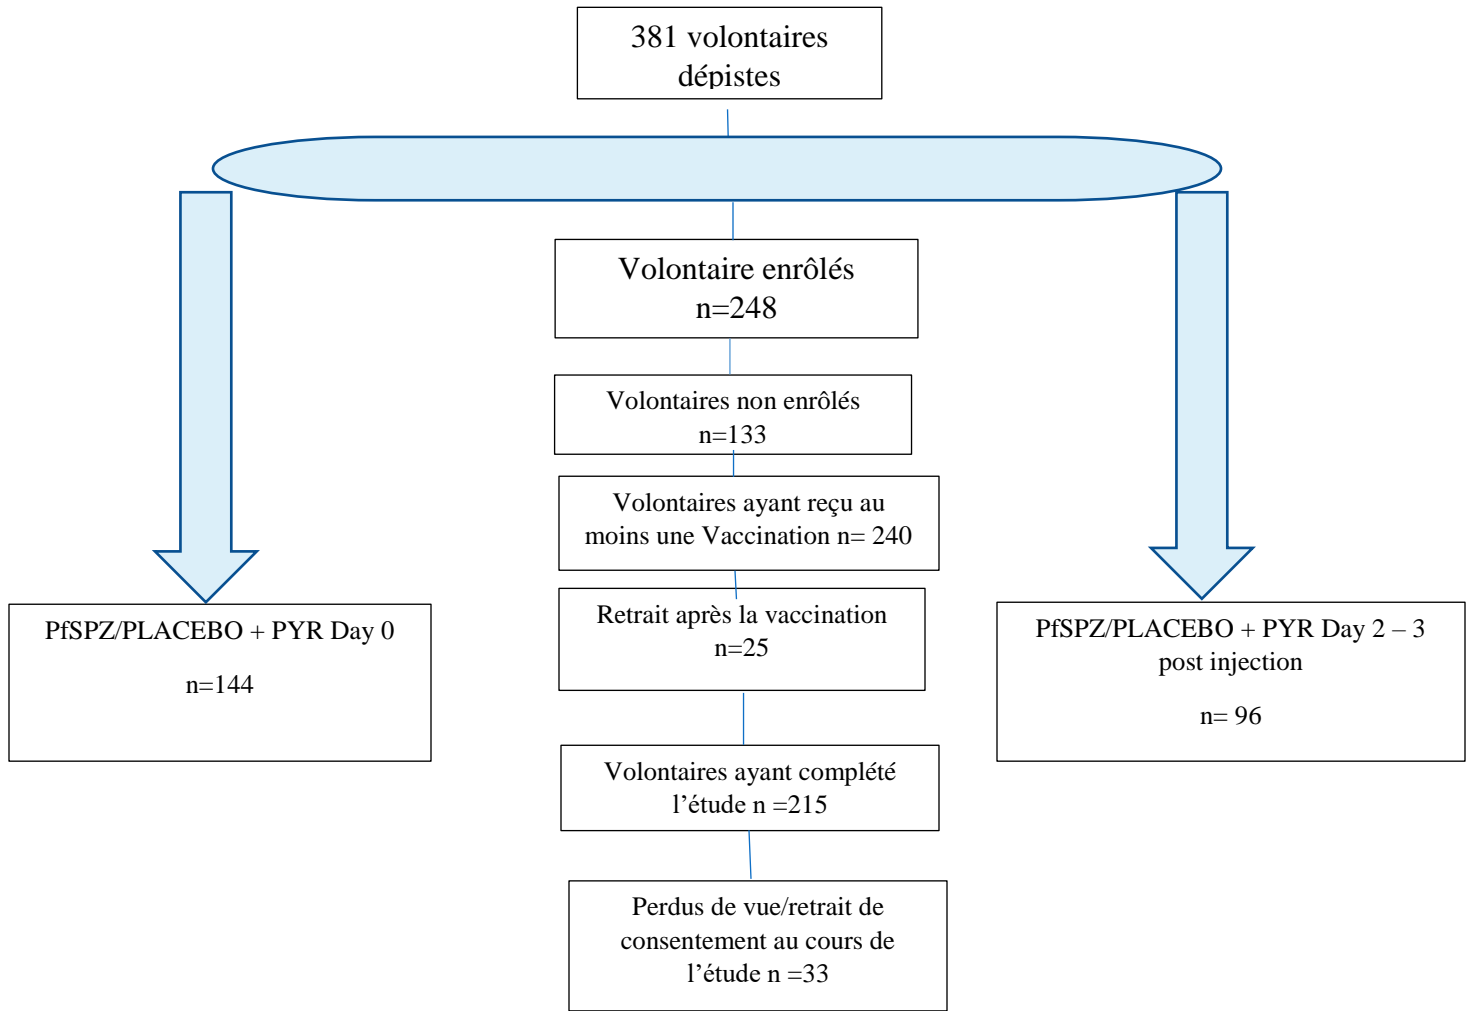 381 volontaires
dépistes
Volontaire enrôlés
n=248
Volontaires non enrôlés
n=133
Volontaires ayant reçu au
moins une Vaccination n= 240
Retrait après la vaccination
n=25
PfSPZ/PLACEBO + PYR Day 0
n=144
PfSPZ/PLACEBO + PYR Day 2 – 3
post injection
n= 96
Volontaires ayant complété
l’étude n =215
Perdus de vue/retrait de
consentement au cours de
l’étude n =33